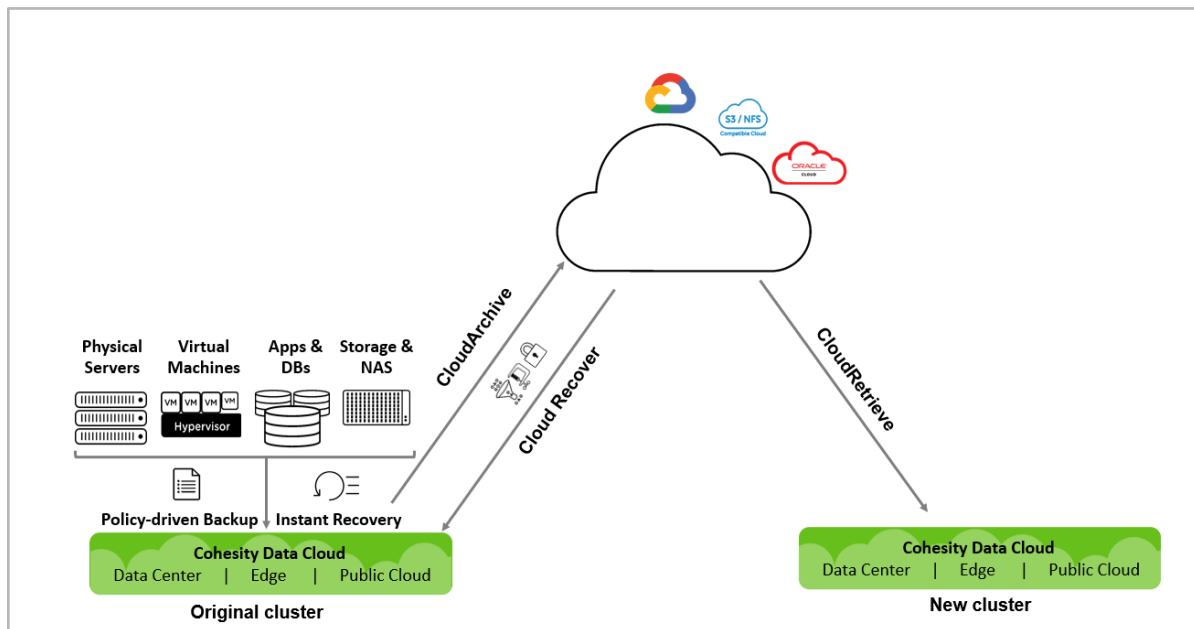 S3 / NFS
Compatible Cloud
ORACLE
CLOUD
CloudArchive
Cloud Recover
CloudRetrieve
Physical
Servers
Virtual
Machines
Apps &
DBs
Storage &
NAS
VM VM VM VM
Hypervisor
Policy-driven Backup
Instant Recovery
Cohesity Data Cloud
Data Center | Edge | Public Cloud
Original cluster
Cohesity Data Cloud
Data Center | Edge | Public Cloud
New cluster